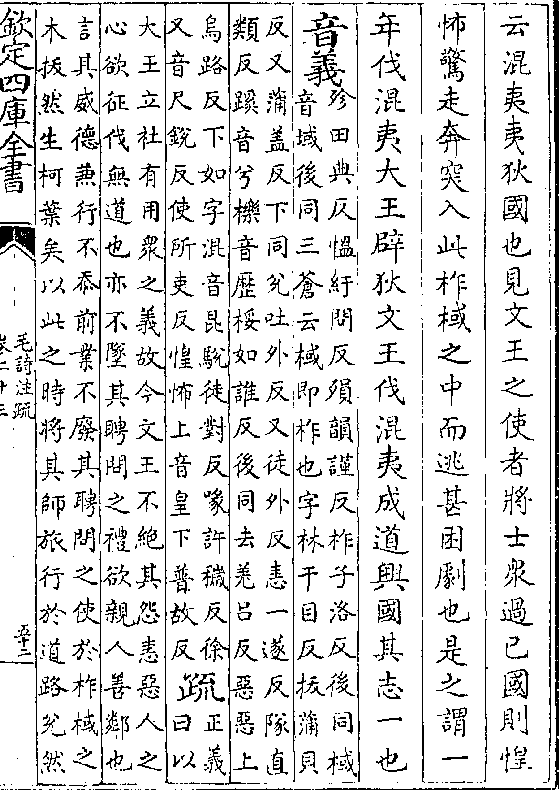 云混夷夷狄國也見文王之使者將士衆過己國則惶
怖驚走奔突入此柞棫之中而逃甚困劇也是之謂一
年伐混夷大王辟狄文王伐混夷成道興國其志一也
音義
殄田典反愠紆問反殞韻謹反柞子洛反後同棫
音域後同三蒼云棫即柞也字林干目反拔蒲貝
反又蒲蓋反下同兊吐外反又徒外反恚一遂反隊直
類反蹊音兮櫟音歴桵如誰反後同去羌呂反惡惡上
烏路反下如字混音昆駾徒對反喙許穢反徐
又音尺銳反使所吏反惶怖上音皇下普故反
疏
正義
曰以
大王立社有用衆之義故今文王不絶其怨恚惡人之
心欲征伐無道也亦不墜其聘問之禮欲親人善鄰也
言其威德兼行不忝前業不廢其聘問之使於柞棫之
木拔然生柯葉矣以此之時將其師旅行於道路兊然
欽定四庫全書
毛詩注疏
卷二十三
五十二